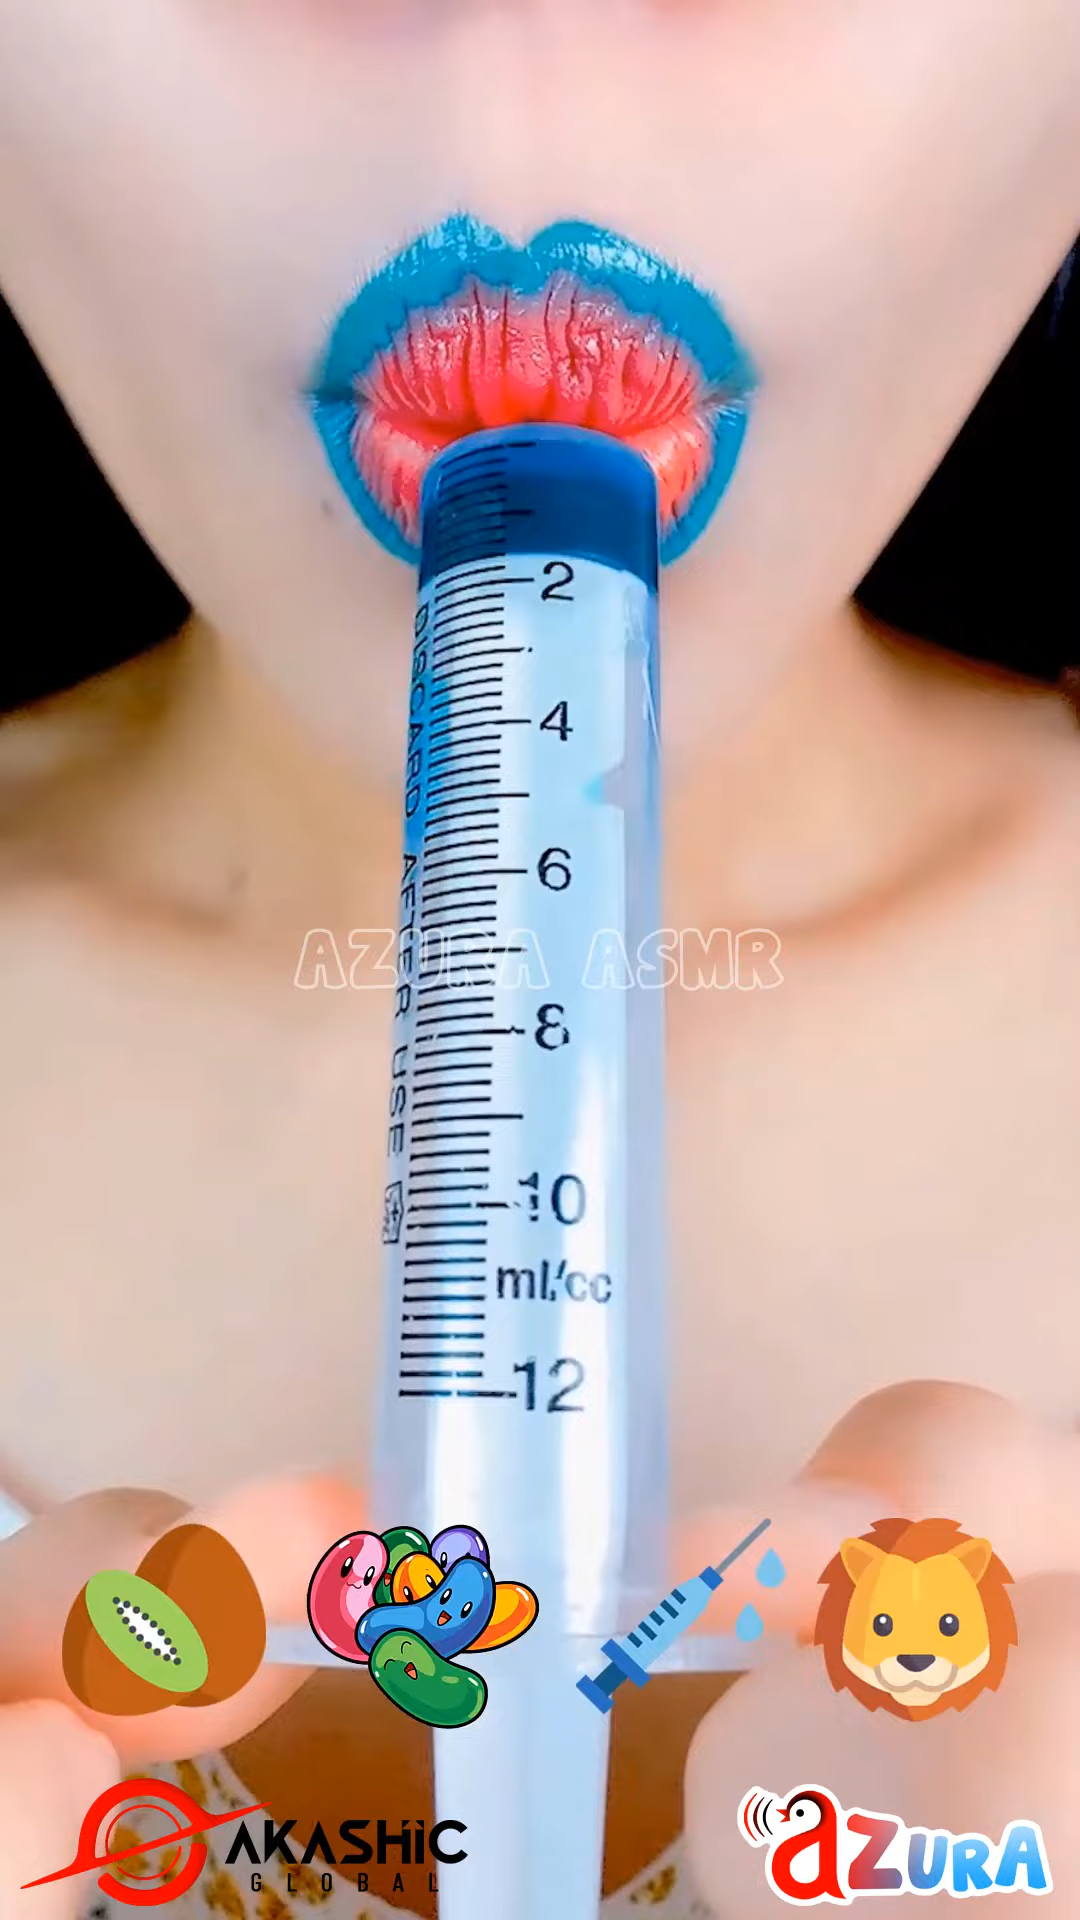 2
4
6
8
10
ml/cc
12
DISCARD AFTER USE
AZURA ASMR
AKASHIC
GLOBAL
aZURA